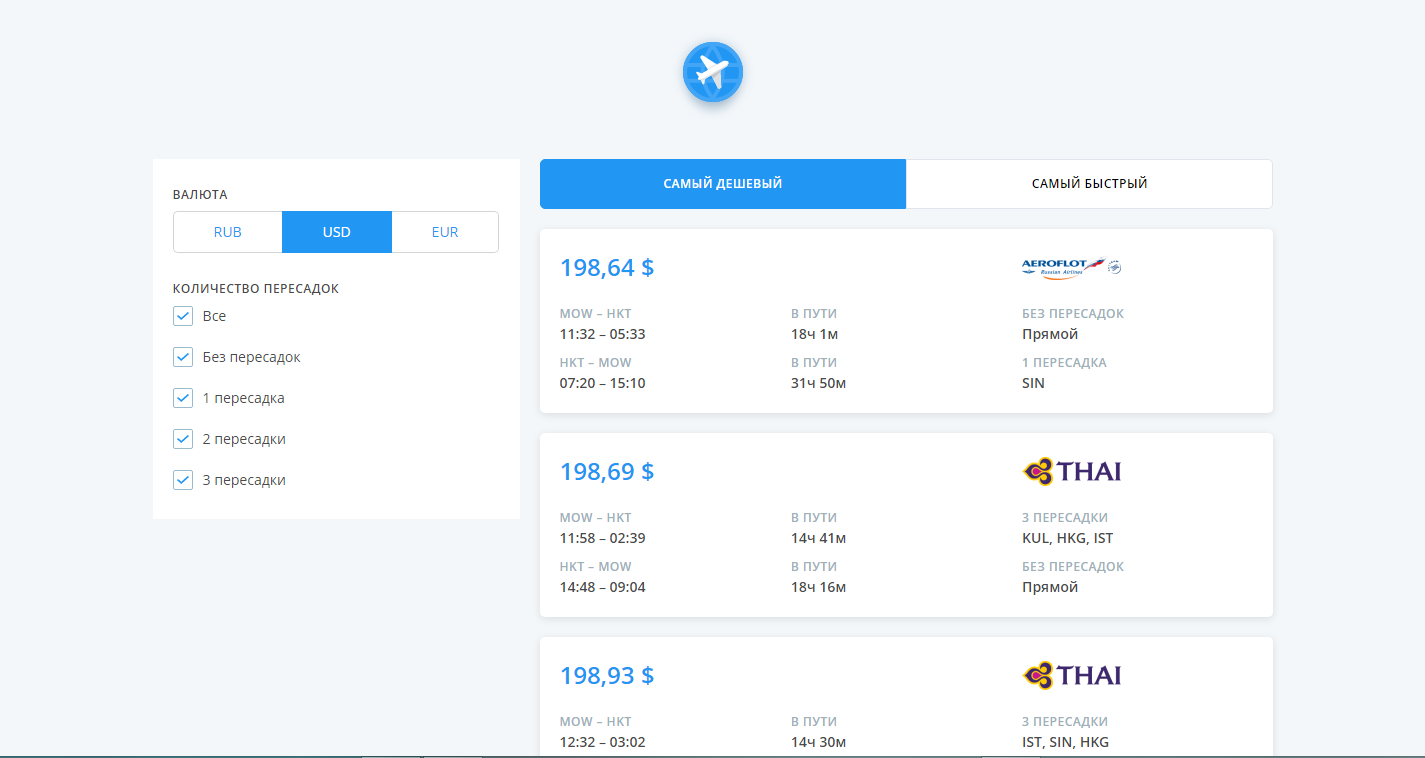 ВАЛЮТА
RUB USD EUR
КОЛИЧЕСТВО ПЕРЕСАДОК
Все
Без пересадок
1 пересадка
2 пересадки
3 пересадки
САМЫЙ ДЕШЕВЫЙ САМЫЙ БЫСТРЫЙ
198,64 $ AEROFLOT
Russian Airlines
MOW – HKT В ПУТИ БЕЗ ПЕРЕСАДОК
11:32 – 05:33 18ч 1м Прямой
HKT – MOW В ПУТИ 1 ПЕРЕСАДКА
07:20 – 15:10 31ч 50м SIN
198,69 $ THAI
MOW – HKT В ПУТИ 3 ПЕРЕСАДКИ
11:58 – 02:39 14ч 41м KUL, HKG, IST
HKT – MOW В ПУТИ БЕЗ ПЕРЕСАДОК
14:48 – 09:04 18ч 16м Прямой
198,93 $ THAI
MOW – HKT В ПУТИ 3 ПЕРЕСАДКИ
12:32 – 03:02 14ч 30м IST, SIN, HKG